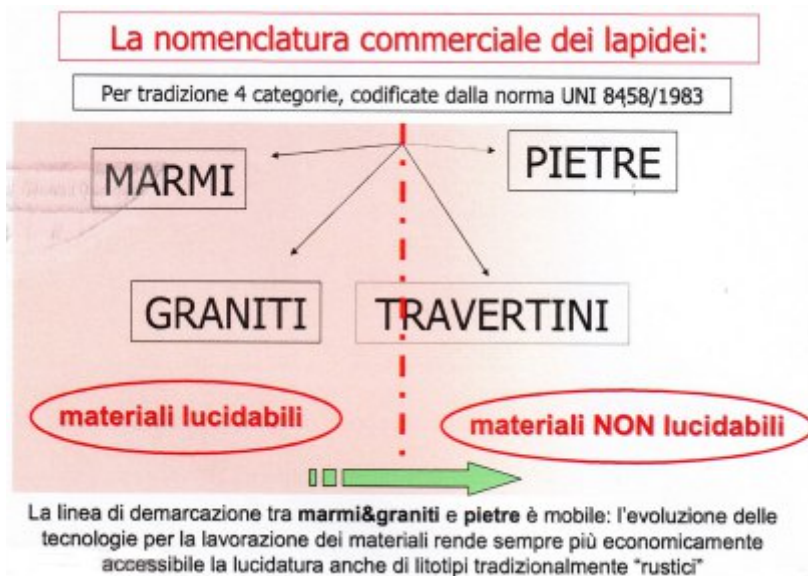 La nomenclatura commerciale dei lapidei:
Per tradizione 4 categorie, codificate dalla norma UNI 8458/1983
MARMI
PIETRE
GRANITI
TRAVERTINI
materiali lucidabili
materiali NON lucidabili
La linea di demarcazione tra marmi&graniti e pietre è mobile: l'evoluzione delle
tecnologie per la lavorazione dei materiali rende sempre più economicamente
accessibile la lucidatura anche di litotipi tradizionalmente "rustici"